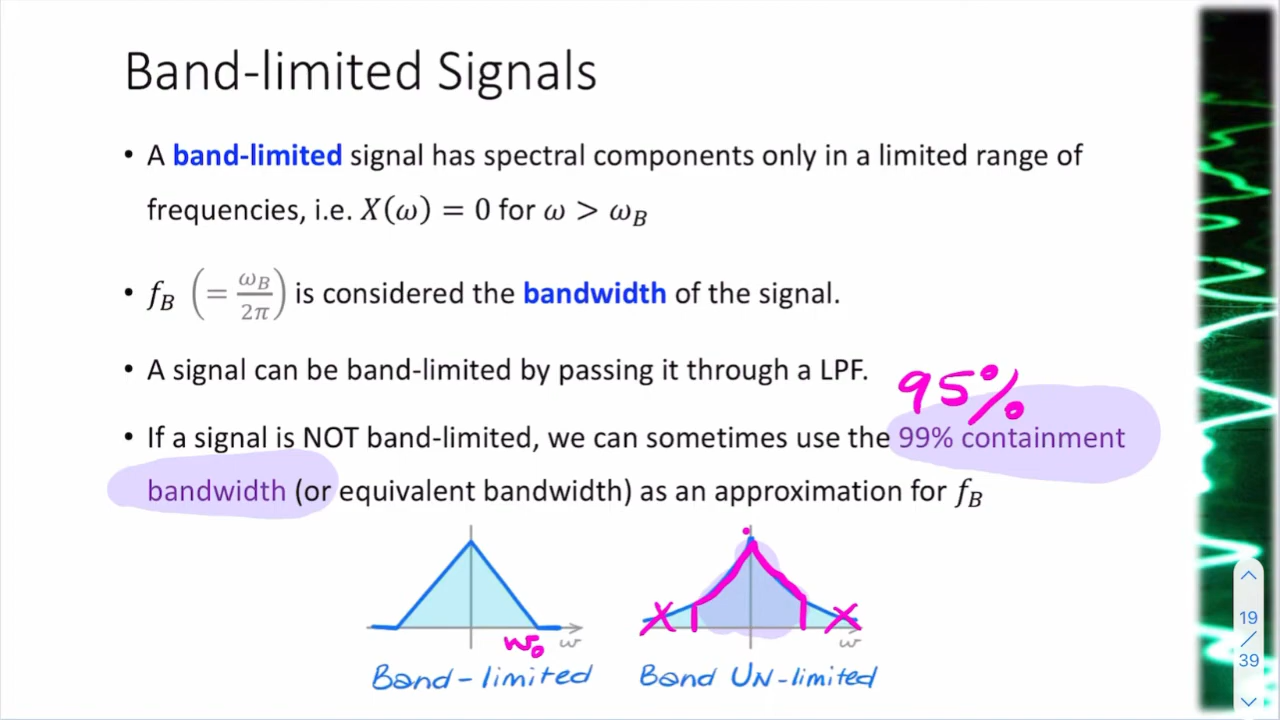 Band-limited Signals
• A band-limited signal has spectral components only in a limited range of
frequencies, i.e. X(ω) = 0 for ω > ω_B
• f_B (= ω_B/2π) is considered the bandwidth of the signal.
• A signal can be band-limited by passing it through a LPF.
95%
• If a signal is NOT band-limited, we can sometimes use the 99% containment
bandwidth (or equivalent bandwidth) as an approximation for f_B
ω₀ ω
Band-limited
X X ω
Band UN-limited
19
/
39